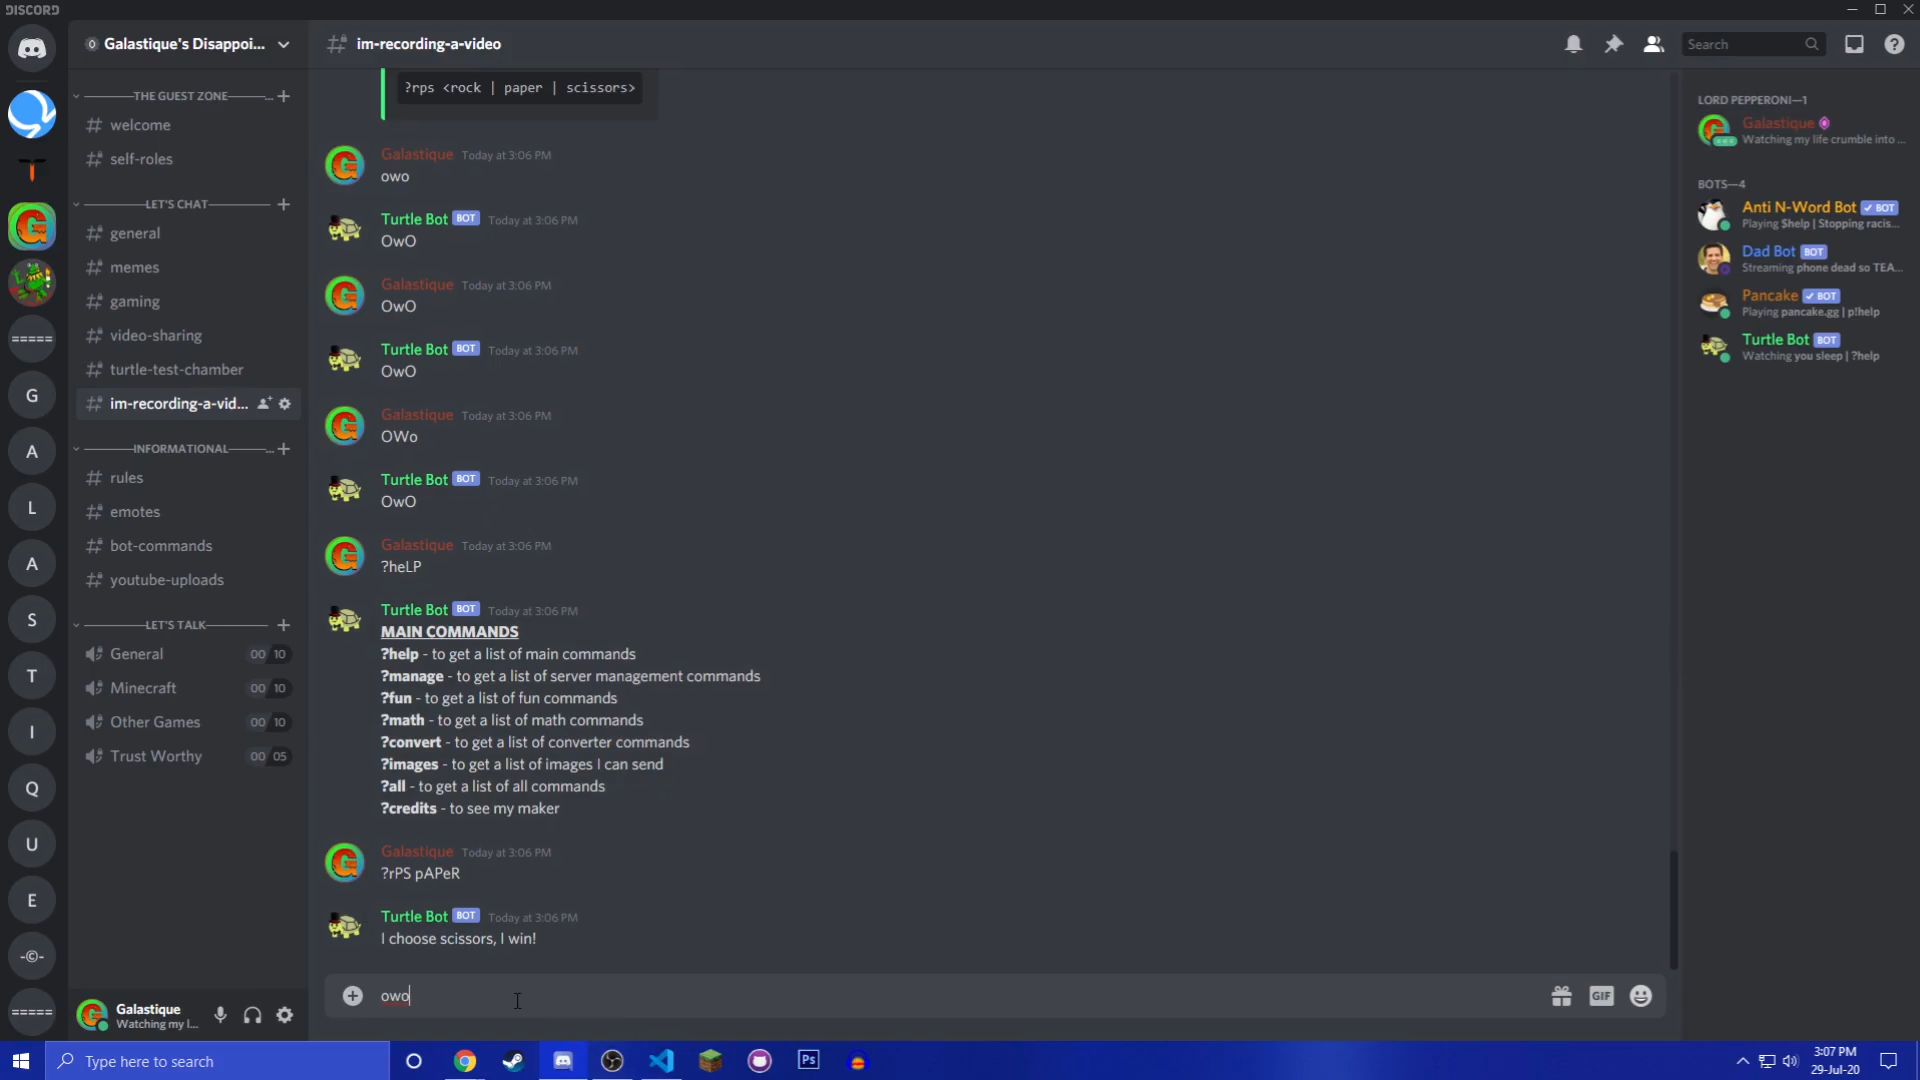 DISCORD
Galastique's Disappoi...
im-recording-a-video
Search
THE GUEST ZONE ...
welcome
self-roles
LET'S CHAT
general
memes
gaming
video-sharing
turtle-test-chamber
im-recording-a-vid...
INFORMATIONAL ...
rules
emotes
bot-commands
youtube-uploads
LET'S TALK
General 00 10
Minecraft 00 10
Other Games 00 10
Trust Worthy 00 05
=====
G
A
L
A
S
T
I
Q
U
E
-©-
=====
Galastique
Watching my l...
?rps <rock | paper | scissors>
Galastique Today at 3:06 PM
owo
Turtle Bot BOT Today at 3:06 PM
OwO
Galastique Today at 3:06 PM
OwO
Turtle Bot BOT Today at 3:06 PM
OwO
Galastique Today at 3:06 PM
OWo
Turtle Bot BOT Today at 3:06 PM
OwO
Galastique Today at 3:06 PM
?heLP
Turtle Bot BOT Today at 3:06 PM
MAIN COMMANDS
?help - to get a list of main commands
?manage - to get a list of server management commands
?fun - to get a list of fun commands
?math - to get a list of math commands
?convert - to get a list of converter commands
?images - to get a list of images I can send
?all - to get a list of all commands
?credits - to see my maker
Galastique Today at 3:06 PM
?rPS pAPeR
Turtle Bot BOT Today at 3:06 PM
I choose scissors, I win!
owo
GIF
LORD PEPPERONI—1
Galastique
Watching my life crumble into ...
BOTS—4
Anti N-Word Bot ✓ BOT
Playing $help | Stopping racis...
Dad Bot BOT
Streaming phone dead so TEA...
Pancake ✓ BOT
Playing pancake.gg | p!help
Turtle Bot BOT
Watching you sleep | ?help
Type here to search
Ps
3:07 PM
29-Jul-20